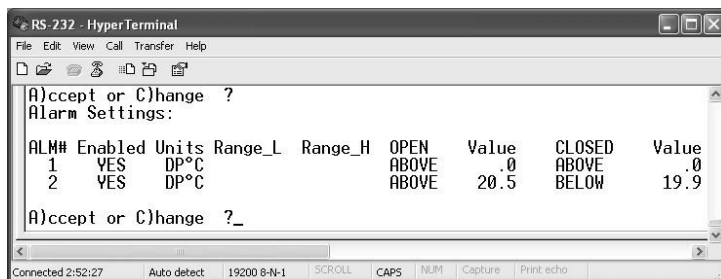 RS-232 - HyperTerminal
File Edit View Call Transfer Help
A)ccept or C)hange ?
Alarm Settings:
ALM# Enabled Units Range_L Range_H OPEN Value CLOSED Value
1 YES DP°C ABOVE .0 ABOVE .0
2 YES DP°C ABOVE 20.5 BELOW 19.9
A)ccept or C)hange ?_
Connected 2:52:27 Auto detect 19200 8-N-1 SCROLL CAPS NUM Capture Print echo